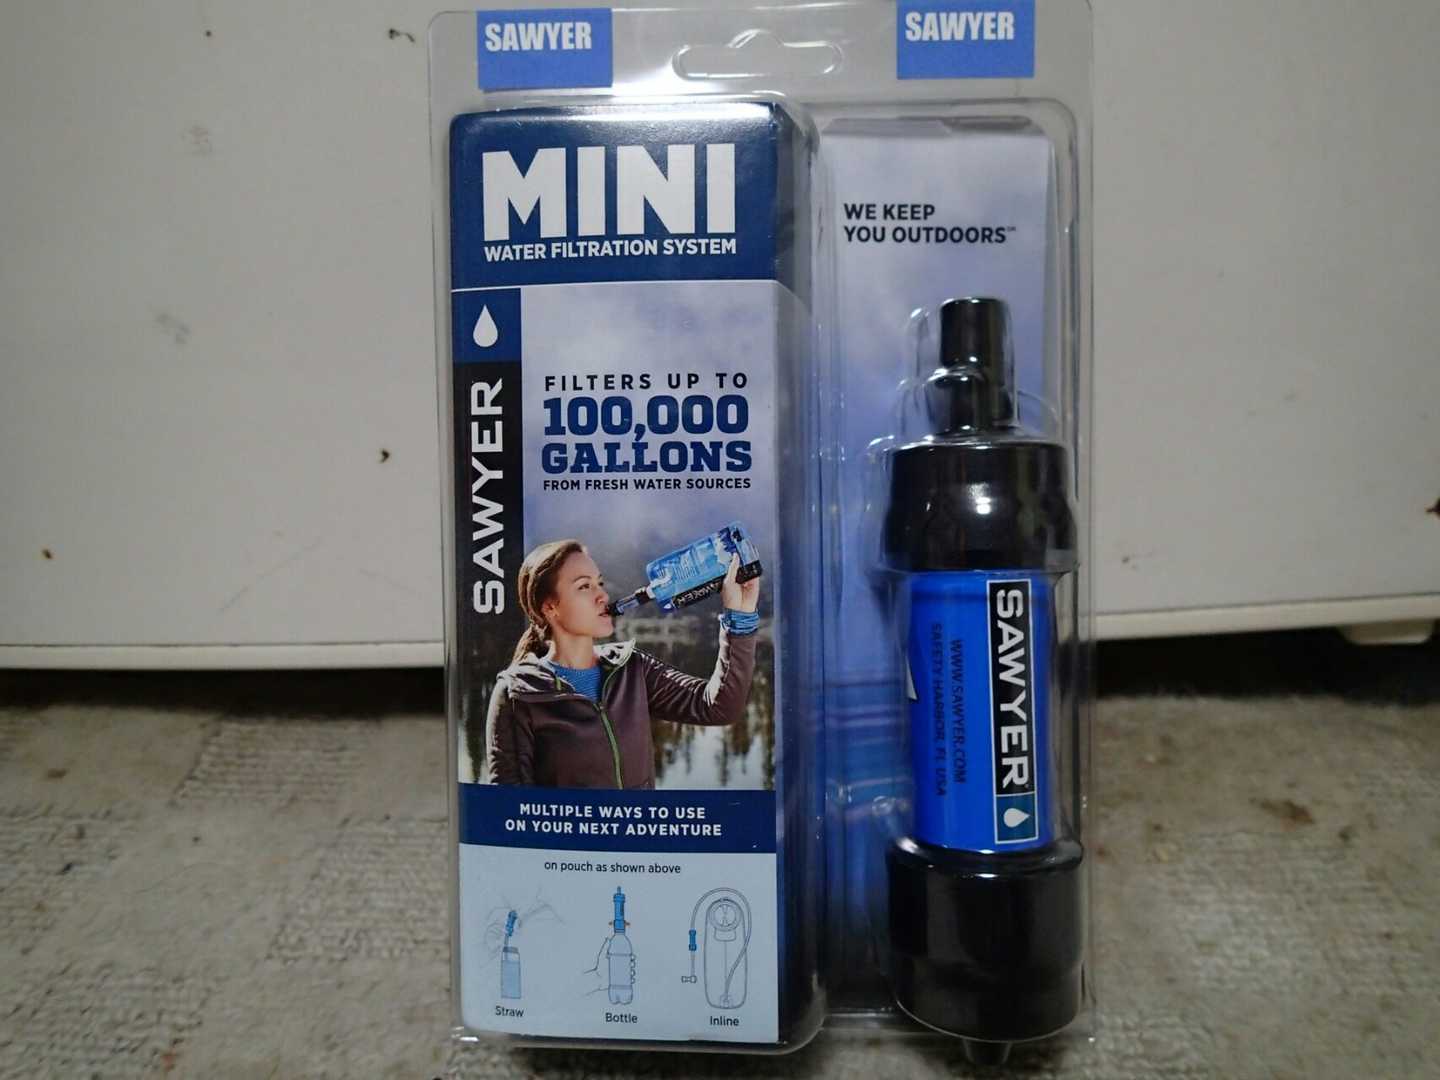 SAWYER
SAWYER
MINI
WATER FILTRATION SYSTEM
WE KEEP
YOU OUTDOORS
SAWYER
FILTERS UP TO
100,000
GALLONS
FROM FRESH WATER SOURCES
SAWYER
MULTIPLE WAYS TO USE
ON YOUR NEXT ADVENTURE
on pouch as shown above
Straw
Bottle
Inline
SAWYER
WWW.SAWYER.COM
SAFETY HARBOR, FL USA